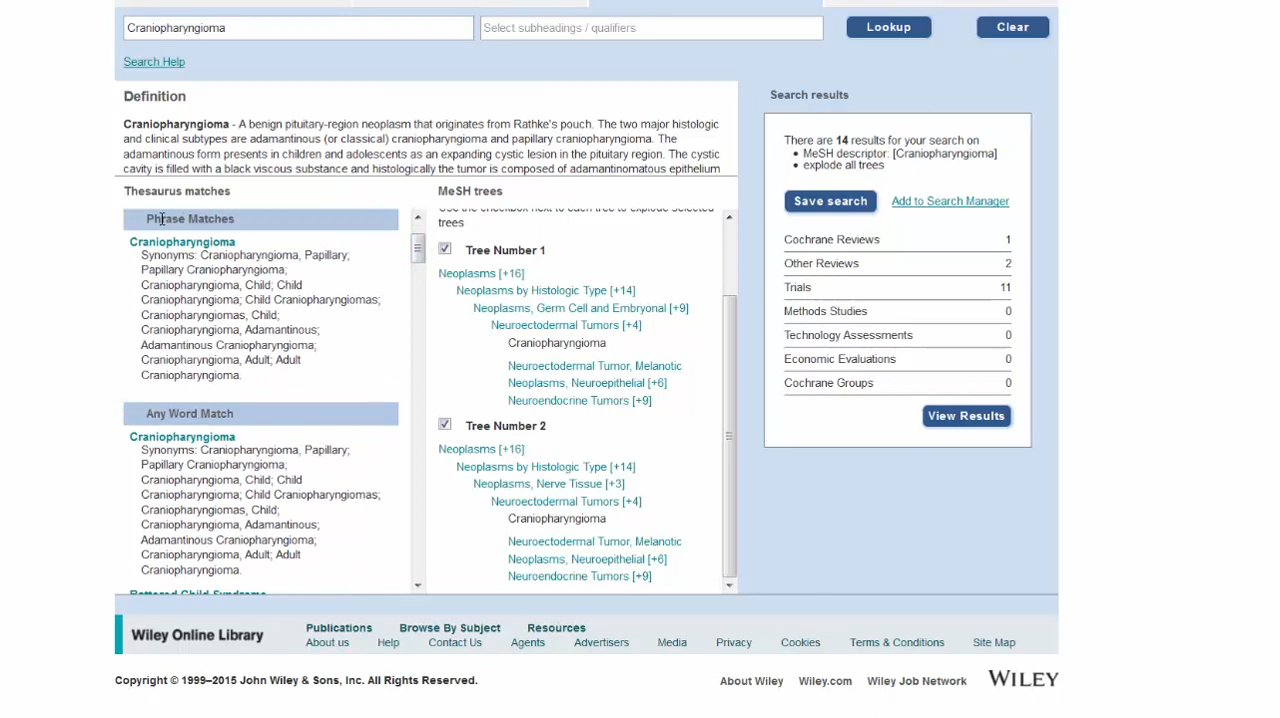 Craniopharyngioma
Select subheadings / qualifiers
Lookup
Clear
Search Help
Definition
Craniopharyngioma - A benign pituitary-region neoplasm that originates from Rathke's pouch. The two major histologic
and clinical subtypes are adamantinous (or classical) craniopharyngioma and papillary craniopharyngioma. The
adamantinous form presents in children and adolescents as an expanding cystic lesion in the pituitary region. The cystic
cavity is filled with a black viscous substance and histologically the tumor is composed of adamantinomatous epithelium
Thesaurus matches
Phrase Matches
Craniopharyngioma
Synonyms: Craniopharyngioma, Papillary;
Papillary Craniopharyngioma;
Craniopharyngioma, Child; Child
Craniopharyngioma; Child Craniopharyngiomas;
Craniopharyngiomas, Child;
Craniopharyngioma, Adamantinous;
Adamantinous Craniopharyngioma;
Craniopharyngioma, Adult; Adult
Craniopharyngioma.
Any Word Match
Craniopharyngioma
Synonyms: Craniopharyngioma, Papillary;
Papillary Craniopharyngioma;
Craniopharyngioma, Child; Child
Craniopharyngioma; Child Craniopharyngiomas;
Craniopharyngiomas, Child;
Craniopharyngioma, Adamantinous;
Adamantinous Craniopharyngioma;
Craniopharyngioma, Adult; Adult
Craniopharyngioma.
Battered Child Syndrome
MeSH trees
Use the checkbox next to each tree to explode selected
trees
Tree Number 1
Neoplasms [+16]
Neoplasms by Histologic Type [+14]
Neoplasms, Germ Cell and Embryonal [+9]
Neuroectodermal Tumors [+4]
Craniopharyngioma
Neuroectodermal Tumor, Melanotic
Neoplasms, Neuroepithelial [+6]
Neuroendocrine Tumors [+9]
Tree Number 2
Neoplasms [+16]
Neoplasms by Histologic Type [+14]
Neoplasms, Nerve Tissue [+3]
Neuroectodermal Tumors [+4]
Craniopharyngioma
Neuroectodermal Tumor, Melanotic
Neoplasms, Neuroepithelial [+6]
Neuroendocrine Tumors [+9]
Search results
There are 14 results for your search on
• MeSH descriptor: [Craniopharyngioma]
• explode all trees
Save search
Add to Search Manager
Cochrane Reviews 1
Other Reviews 2
Trials 11
Methods Studies 0
Technology Assessments 0
Economic Evaluations 0
Cochrane Groups 0
View Results
Wiley Online Library
Publications Browse By Subject Resources
About us Help Contact Us Agents Advertisers Media Privacy Cookies Terms & Conditions Site Map
Copyright © 1999–2015 John Wiley & Sons, Inc. All Rights Reserved.
About Wiley Wiley.com Wiley Job Network WILEY